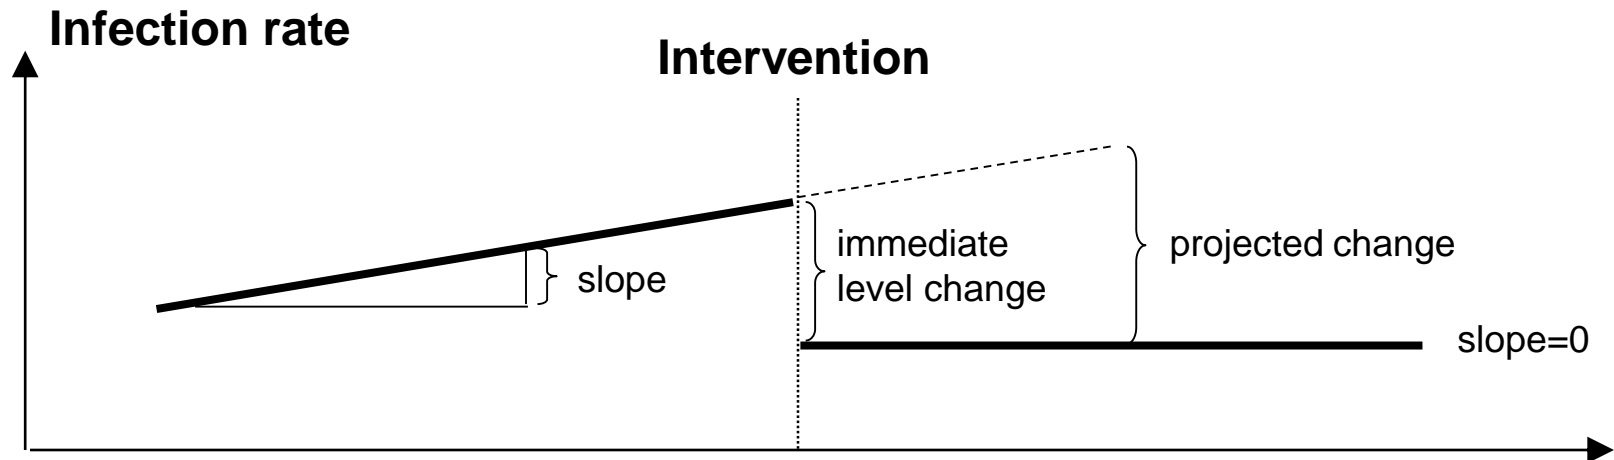 Infection rate
Intervention
immediate
level change
projected change
slope
slope=0